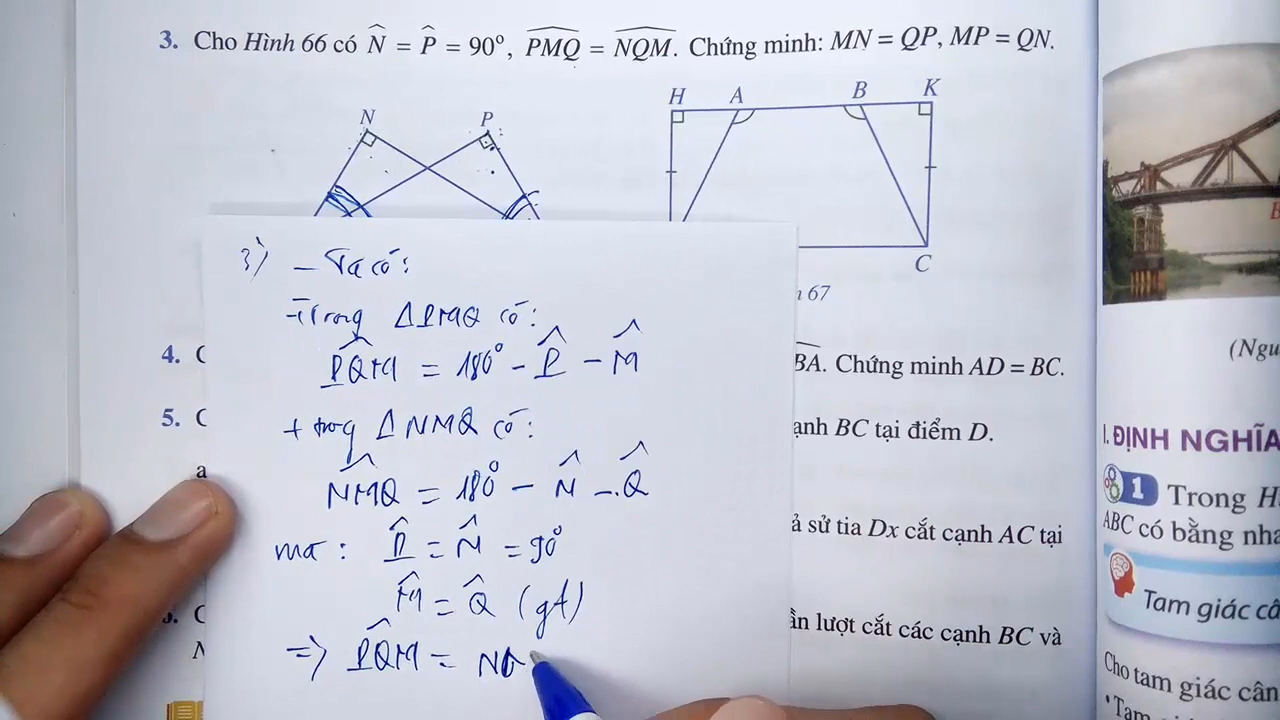 3. Cho Hình 66 có N̂ = P̂ = 90°, PMQ = NQM. Chứng minh: MN = QP, MP = QN.
N
P
H
A
B
K
C
67
4. C
BA. Chứng minh AD = BC.
5. C
ạnh BC tại điểm D.
a
ả sử tia Dx cắt cạnh AC tại
C
ần lượt cắt các cạnh BC và
N
3) – Ta có:
Trong ΔPMQ có:
PQM = 180° – P̂ – M̂
+ trong ΔNMQ có:
NMQ = 180° – N̂ – Q̂
mà: P̂ = N̂ = 90°
M̂ = Q̂ (gt)
=> PQM = N
(Ngu
I. ĐỊNH NGHĨA
1 Trong H
ABC có bằng nha
Tam giác câ
Cho tam giác cân
• Tam